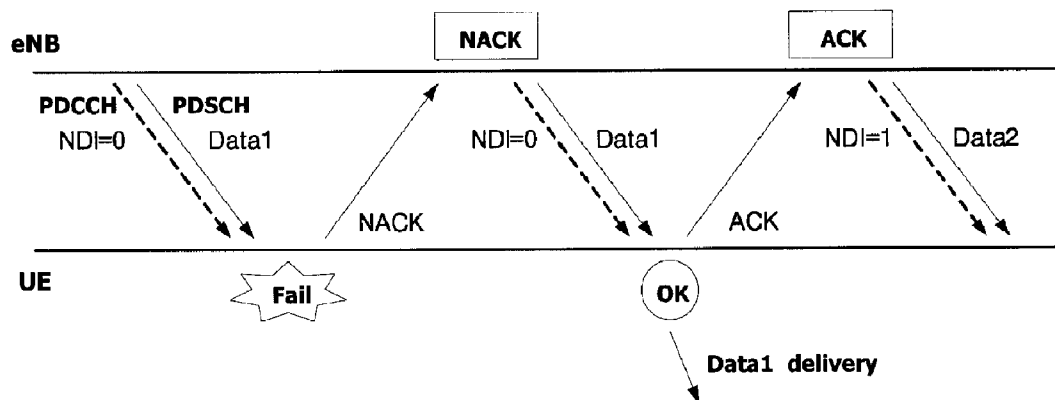 eNB
NACK
ACK
PDCCH
PDSCH
NDI=0
Data1
NDI=0
Data1
NDI=1
Data2
NACK
ACK
UE
Fail
OK
Data1 delivery